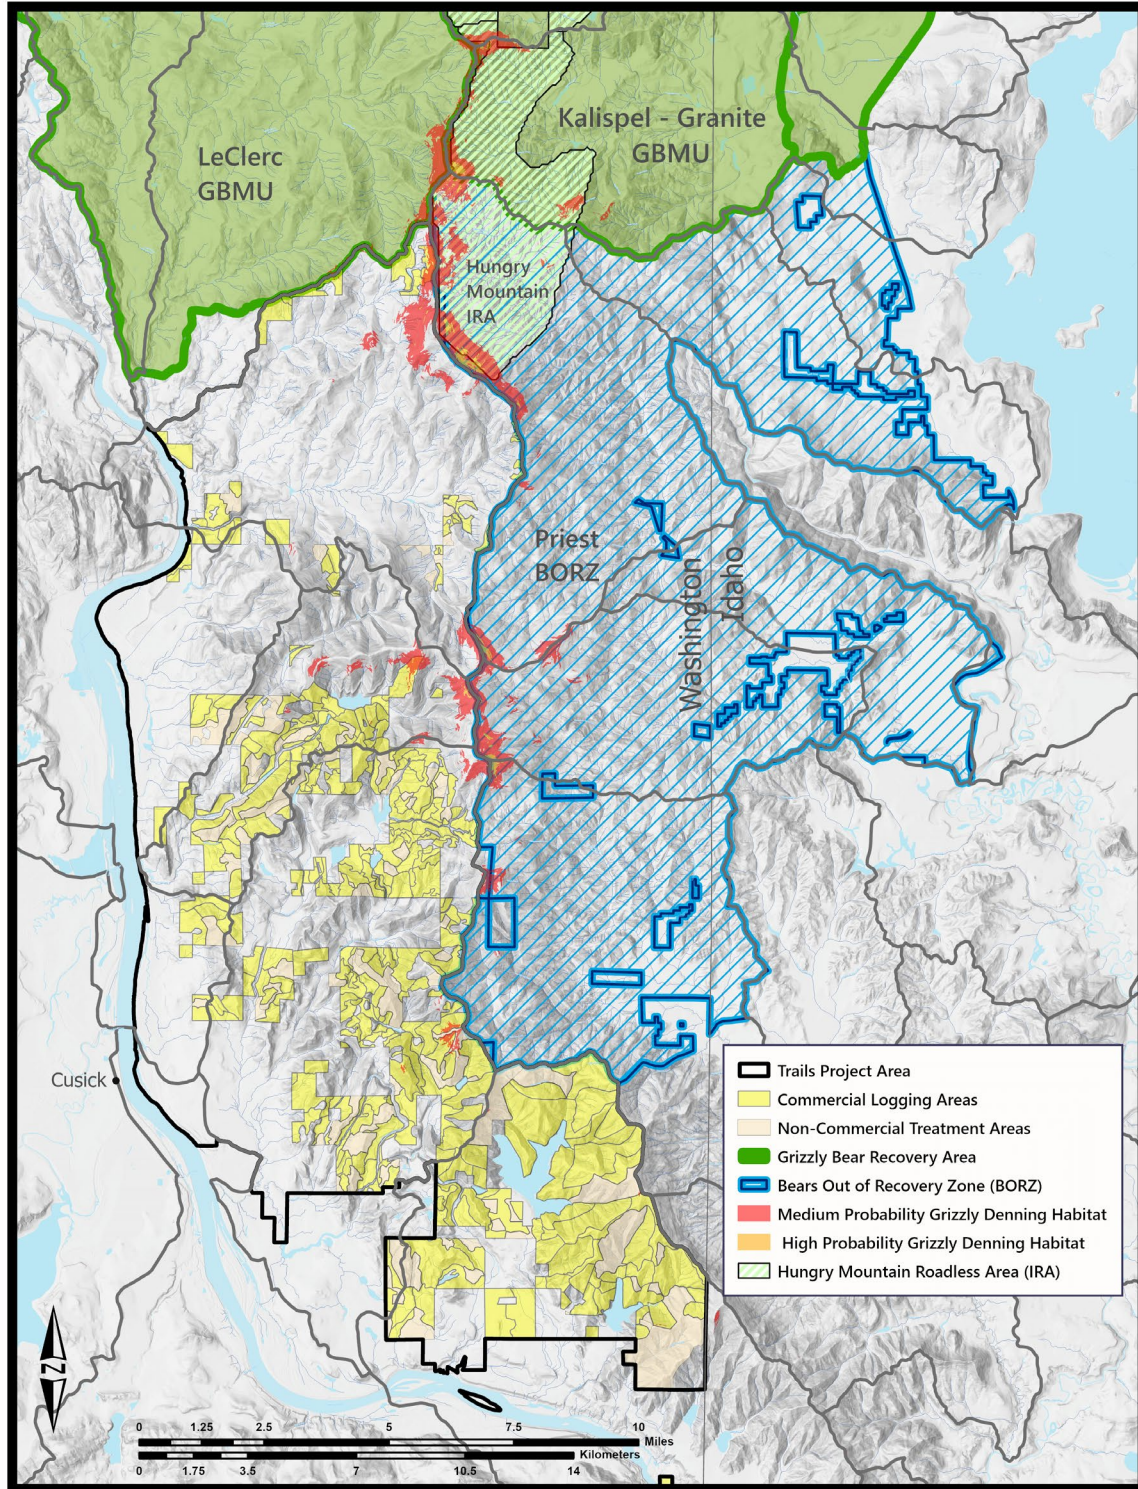 LeClerc
GBMU
Kalispel - Granite
GBMU
Hungry
Mountain
IRA
Priest
BORZ
Washington
Idaho
Cusick
Trails Project Area
Commercial Logging Areas
Non-Commercial Treatment Areas
Grizzly Bear Recovery Area
Bears Out of Recovery Zone (BORZ)
Medium Probability Grizzly Denning Habitat
High Probability Grizzly Denning Habitat
Hungry Mountain Roadless Area (IRA)
N
0 1.25 2.5 5 7.5 10
Miles
Kilometers
0 1.75 3.5 7 10.5 14